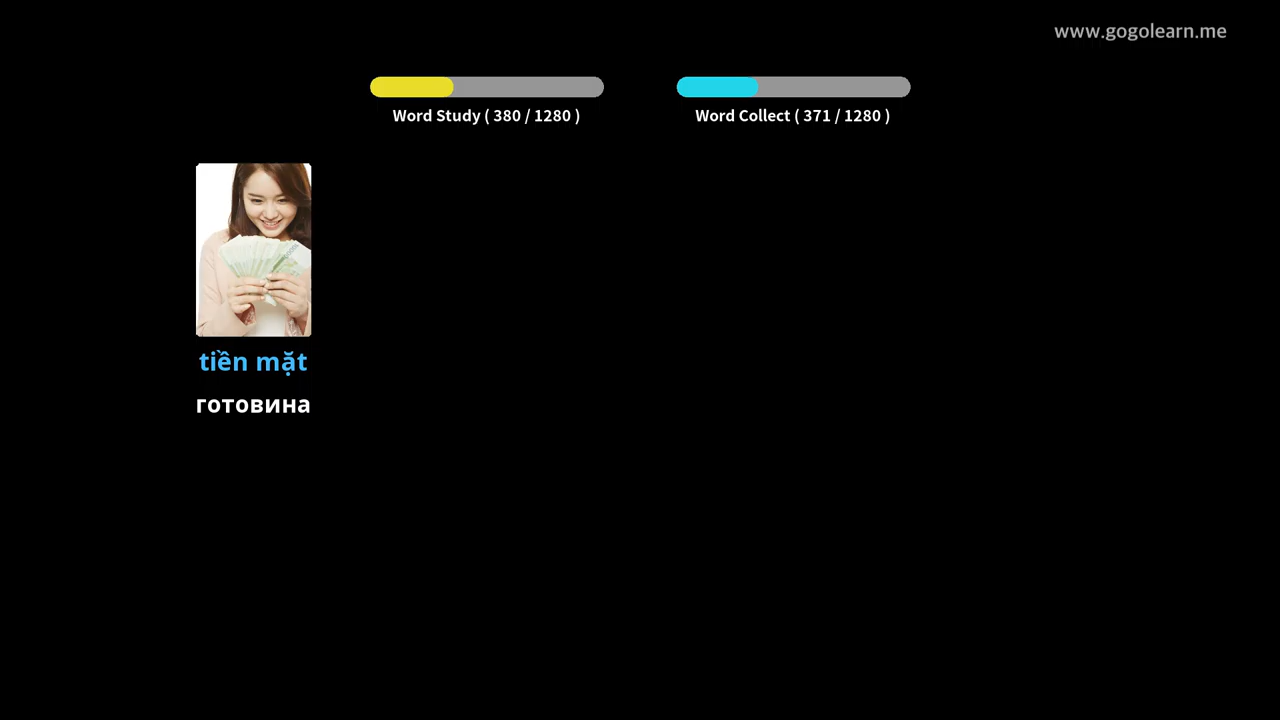 www.gogolearn.me
Word Study ( 380 / 1280 )
Word Collect ( 371 / 1280 )
tiền mặt
готовина